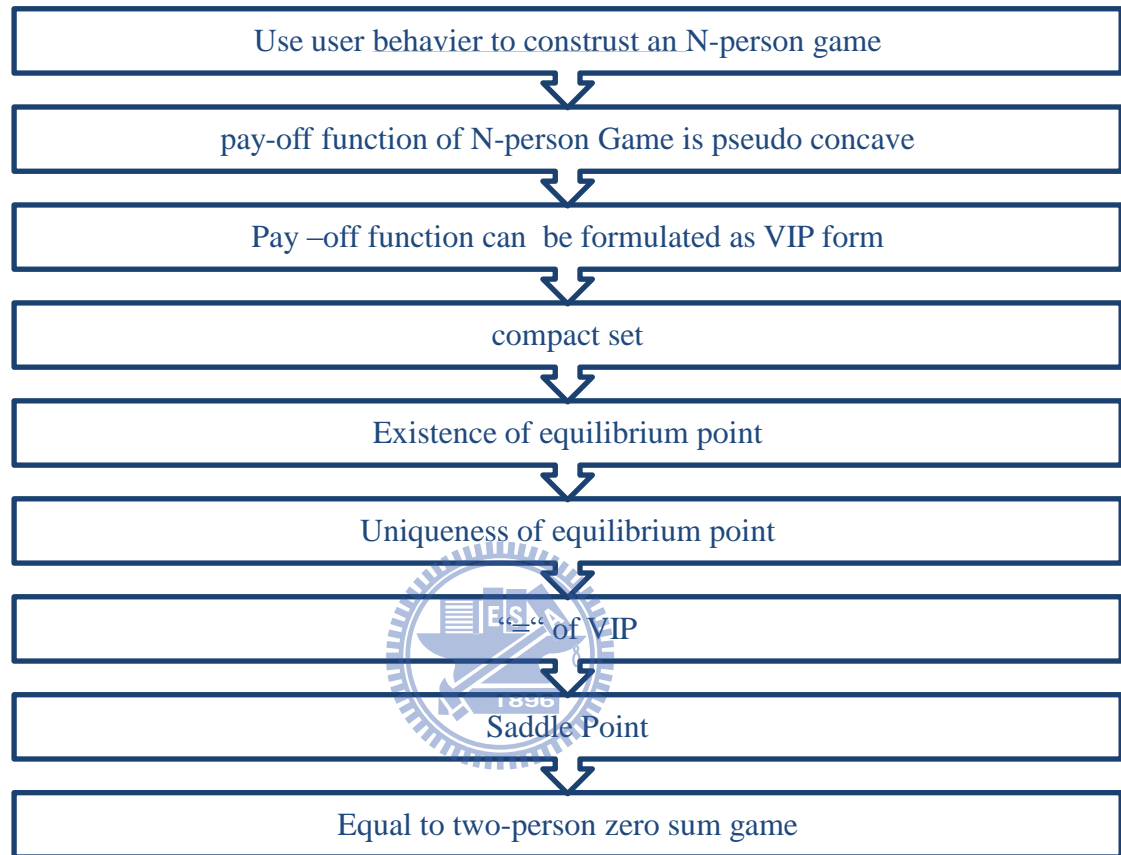 Use user behavier to construst an N-person game
pay-off function of N-person Game is pseudo concave
Pay –off function can be formulated as VIP form
compact set
Existence of equilibrium point
Uniqueness of equilibrium point
E S A
“=“ of VIP
1896
Saddle Point
Equal to two-person zero sum game